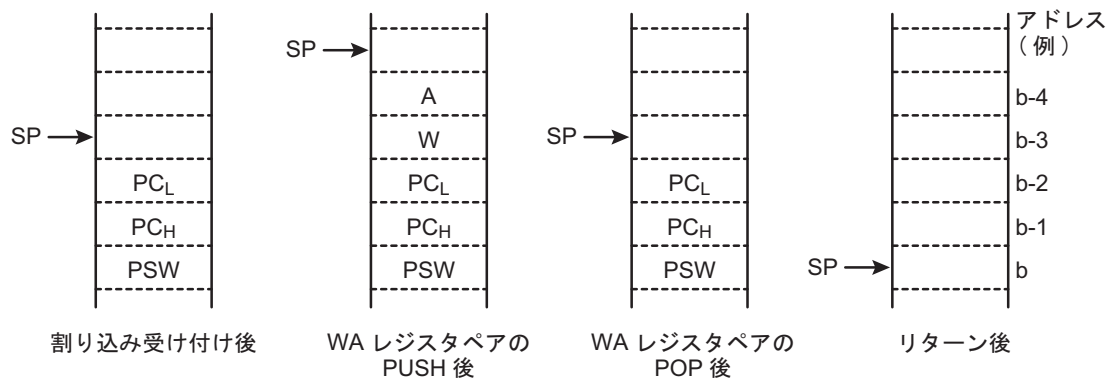 アドレス
( 例 )
SP
A
b-4
SP
W
SP
b-3
PCL
PCL
PCL
b-2
PCH
PCH
PCH
b-1
PSW
PSW
PSW
SP
b
割り込み受け付け後
WA レジスタペアの
PUSH 後
WA レジスタペアの
POP 後
リターン後